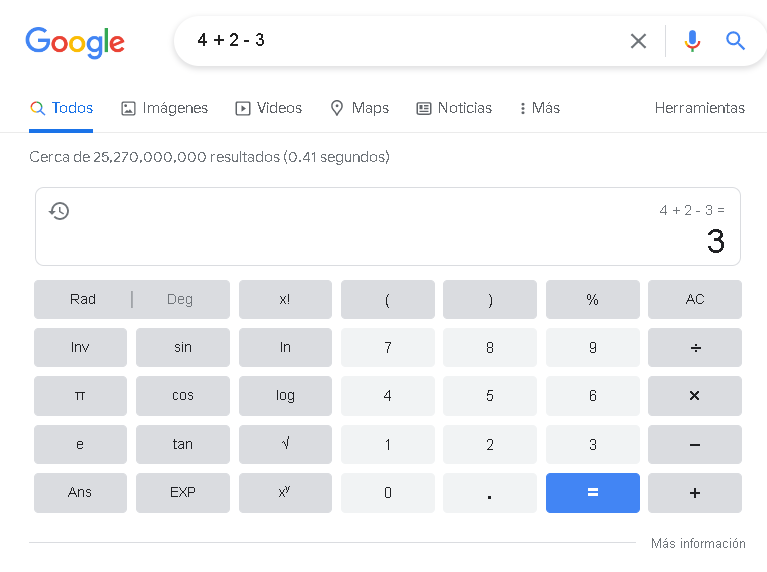 Google
4 + 2 - 3
Todos Imágenes Videos Maps Noticias Más Herramientas
Cerca de 25,270,000,000 resultados (0.41 segundos)
4 + 2 - 3 =
3
Rad | Deg x! ( ) % AC
Inv sin ln 7 8 9 ÷
π cos log 4 5 6 ×
e tan √ 1 2 3 −
Ans EXP xʸ 0 . = +
Más información